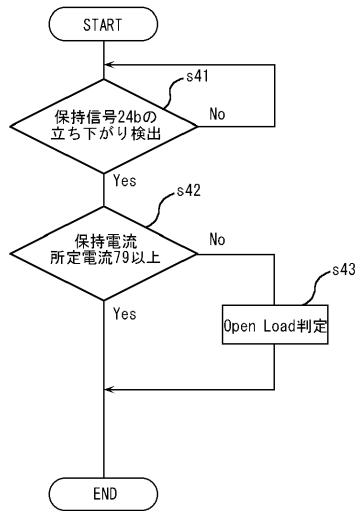 START
s41
保持信号24bの
立ち下がり検出
No
Yes
s42
保持電流
所定電流79以上
No
Yes
s43
Open Load判定
END